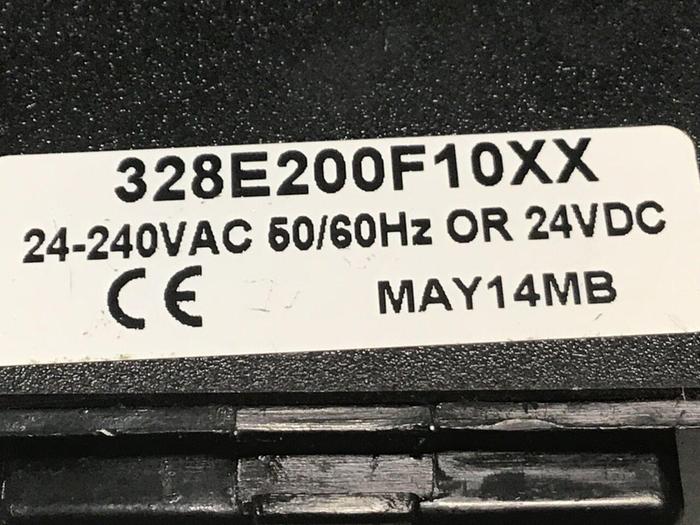 328E200F10XX
24-240VAC 50/60Hz OR 24VDC
CE MAY14MB